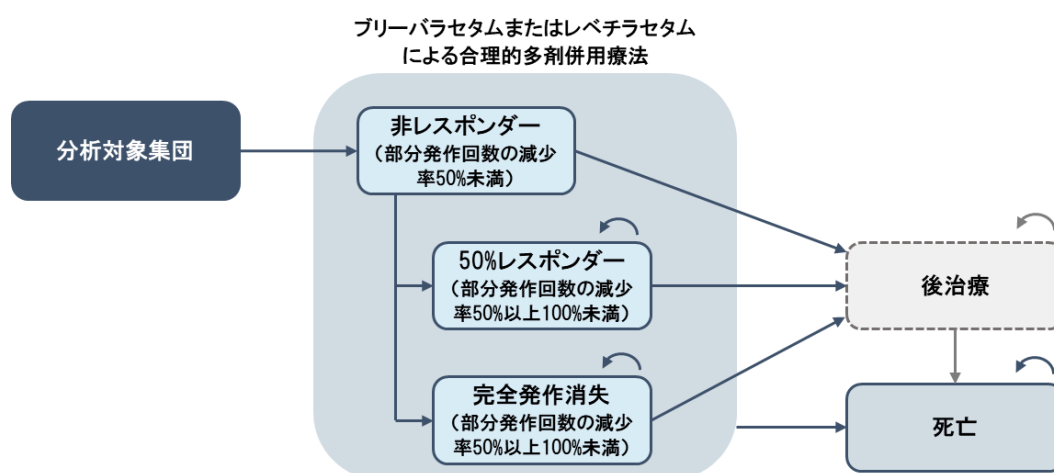 ブリーバラセタムまたはレベチラセタム
による合理的多剤併用療法
分析対象集団
非レスポンダー
（部分発作回数の減少
率50%未満）
50%レスポンダー
（部分発作回数の減少
率50%以上100%未満）
後治療
完全発作消失
（部分発作回数の減少
率50%以上100%未満）
死亡